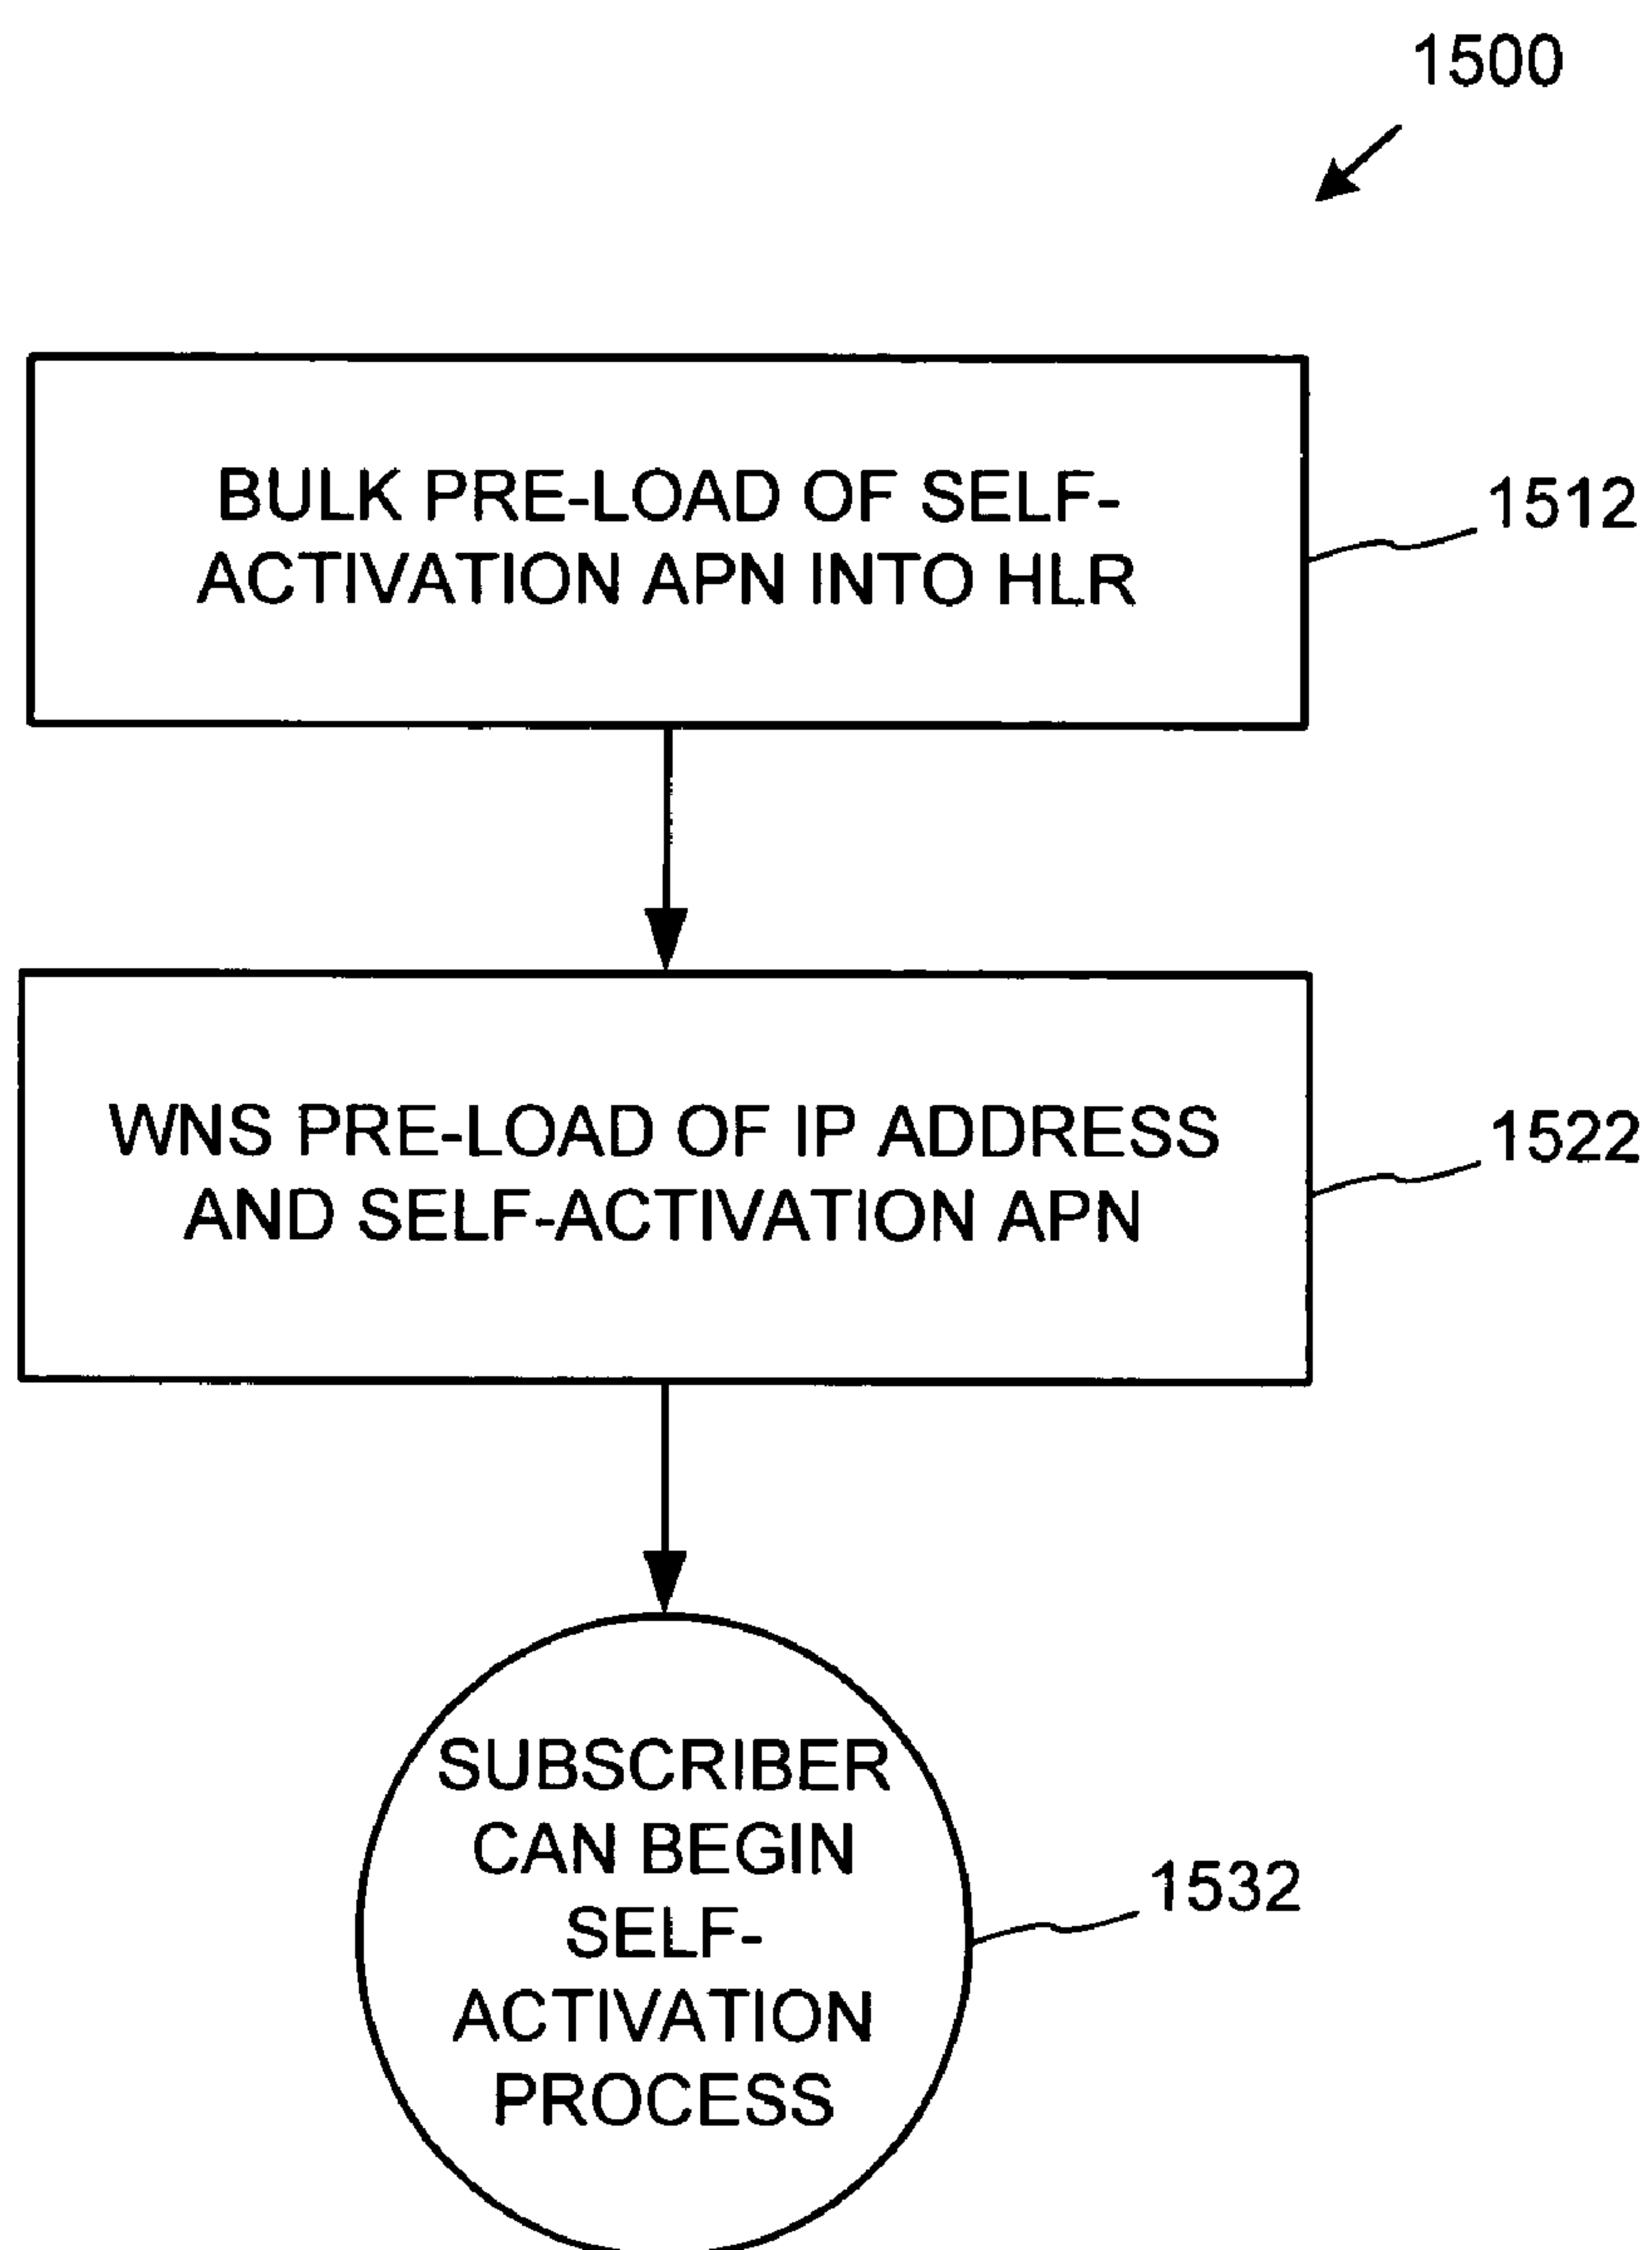 1500
BULK PRE-LOAD OF SELF-
ACTIVATION APN INTO HLR
1512
WNS PRE-LOAD OF IP ADDRESS
AND SELF-ACTIVATION APN
1522
SUBSCRIBER
CAN BEGIN
SELF-
ACTIVATION
PROCESS
1532